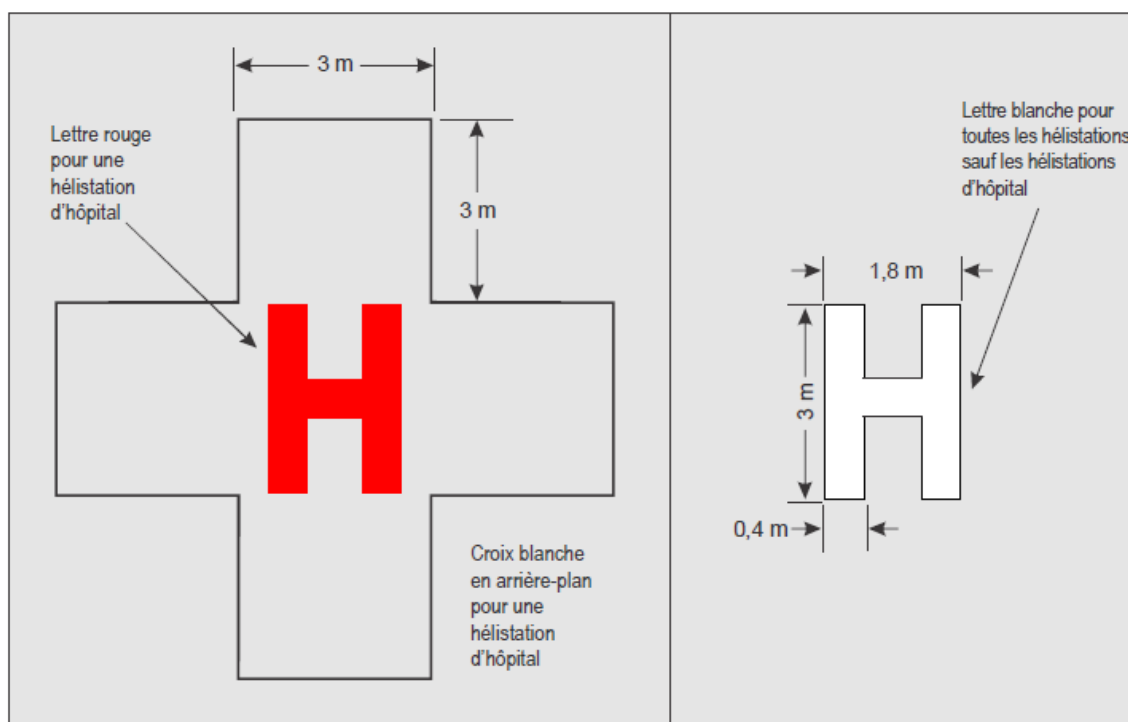 3 m
Lettre rouge
pour une
hélistation
d'hôpital
3 m
H
Croix blanche
en arrière-plan
pour une
hélistation
d'hôpital
Lettre blanche pour
toutes les hélistations
sauf les hélistations
d'hôpital
1,8 m
3 m
H
0,4 m